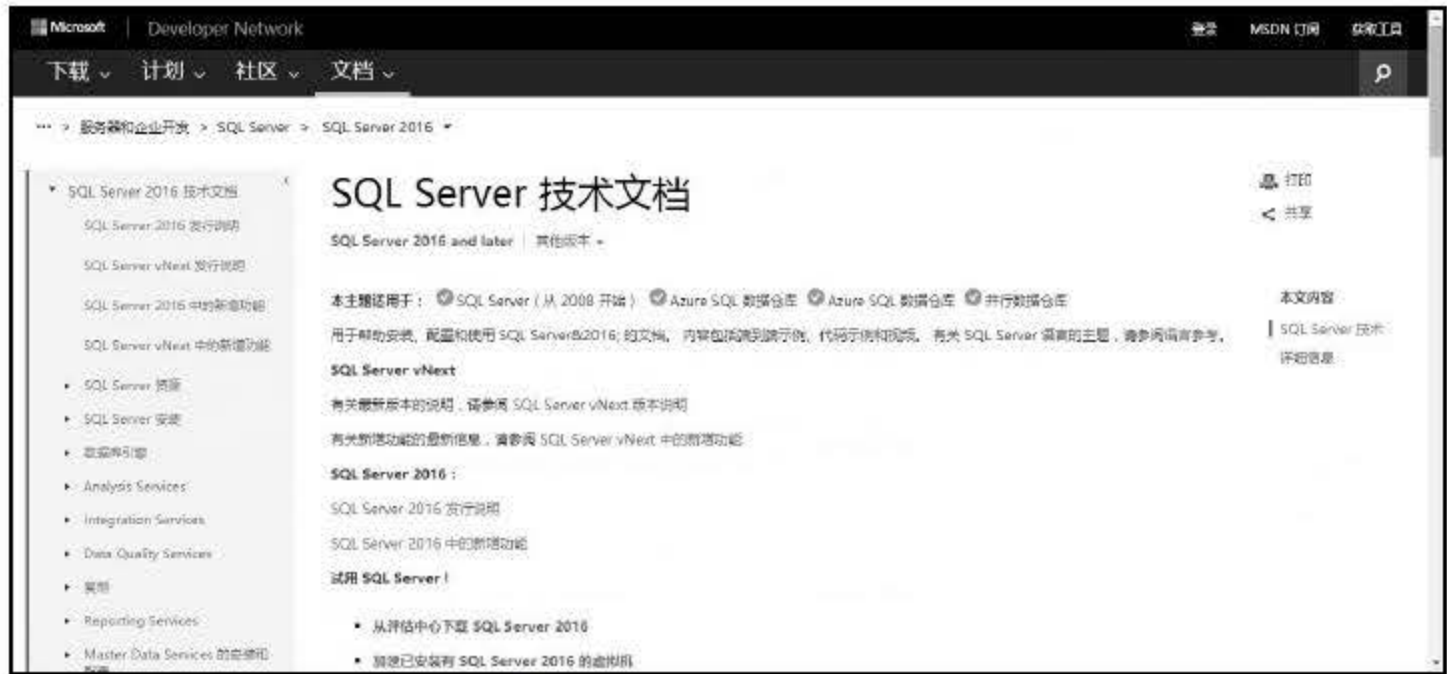 Microsoft | Developer Network 登录 MSDN 订阅 获取工具
下载 计划 社区 文档
··· > 服务器和企业开发 > SQL Server > SQL Server 2016
SQL Server 2016 技术文档
SQL Server 2016 发行说明
SQL Server vNext 发行说明
SQL Server 2016 中的新增功能
SQL Server vNext 中的新增功能
SQL Server 资源
SQL Server 安装
数据库引擎
Analysis Services
Integration Services
Data Quality Services
复制
Reporting Services
Master Data Services 的安装和
配置
SQL Server 技术文档
SQL Server 2016 and later | 其他版本
本主题适用于: SQL Server(从 2008 开始) Azure SQL 数据仓库 Azure SQL 数据仓库 并行数据仓库
用于帮助安装、配置和使用 SQL Server&2016; 的文档。 内容包括端到端示例、代码示例和视频。 有关 SQL Server 语言的主题,请参阅语言参考。
SQL Server vNext
有关最新版本的说明,请参阅 SQL Server vNext 版本说明
有关新增功能的最新信息,请参阅 SQL Server vNext 中的新增功能
SQL Server 2016 :
SQL Server 2016 发行说明
SQL Server 2016 中的新增功能
试用 SQL Server !
▪ 从评估中心下载 SQL Server 2016
▪ 加速已安装有 SQL Server 2016 的虚拟机
打印
共享
本文内容
SQL Server 技术
详细信息